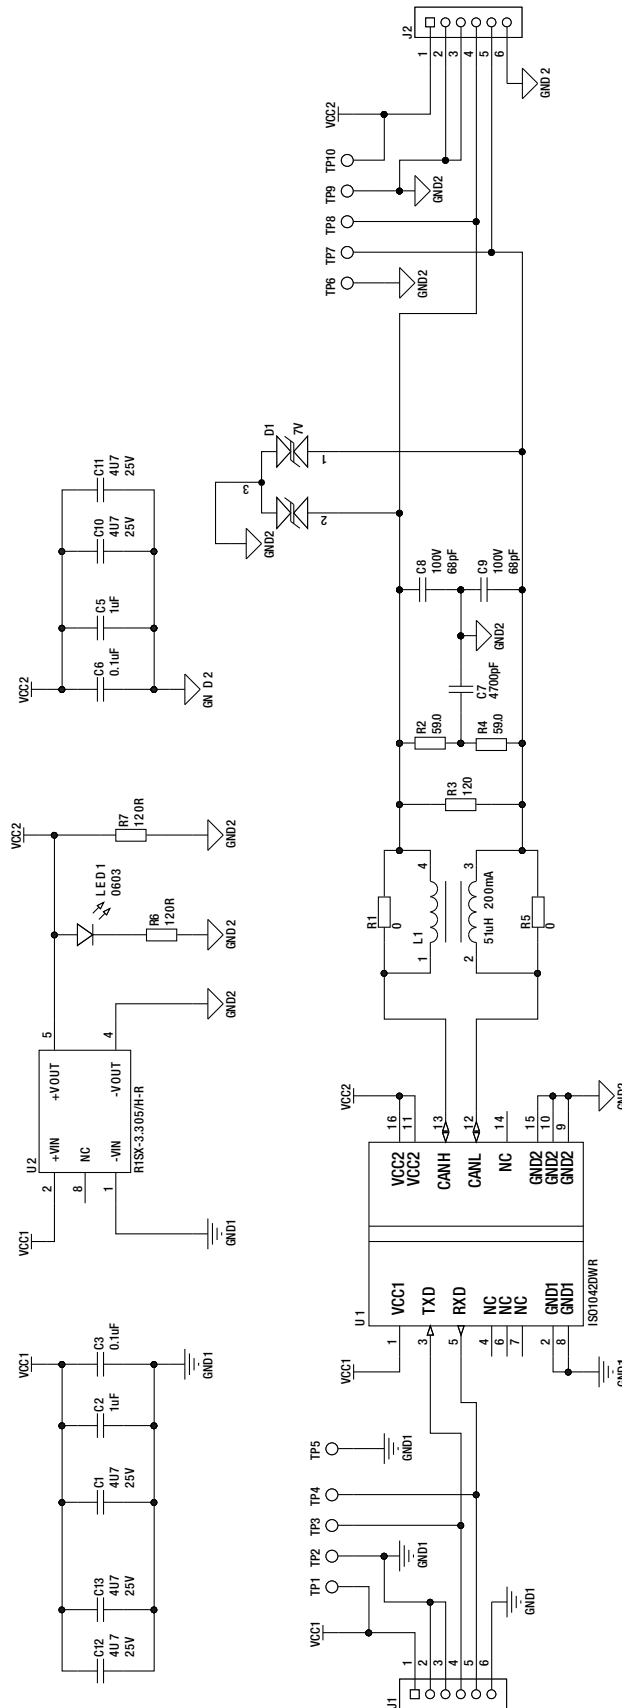 VCC1
C12
4U7
25V
C13
4U7
25V
C1
4U7
25V
C2
1uF
C3
0.1uF
GND1
VCC1
2
8
1
GND1
U2
+VIN
NC
-VIN
+VOUT
-VOUT
R1SX-3.305/H-R
5
4
GND2
LED1
0603
R6
120R
GND2
VCC2
R7
120R
GND2
VCC2
C6
0.1uF
C5
1uF
C10
4U7
25V
C11
4U7
25V
GN D2
J1
1
2
3
4
5
6
VCC1
TP1
TP2
GND1
TP3
TP4
TP5
GND1
GND1
VCC1
1
3
5
4
6
7
2
8
GND1
U1
VCC1
TXD
RXD
NC
NC
NC
GND1
GND1
ISO1042DWR
VCC2
VCC2
CANH
CANL
NC
GND2
GND2
GND2
16
11
13
12
14
15
10
9
VCC2
GND2
R1
0
L1
1
4
2
3
51uH 200mA
R5
0
R3
120
R2
59.0
R4
59.0
C7
4700pF
GND2
C8
100V
68pF
C9
100V
68pF
GND2
3
D1
7V
2
1
TP6
GND2
TP7
TP8
TP9
GND2
TP10
VCC2
J2
1
2
3
4
5
6
GND2